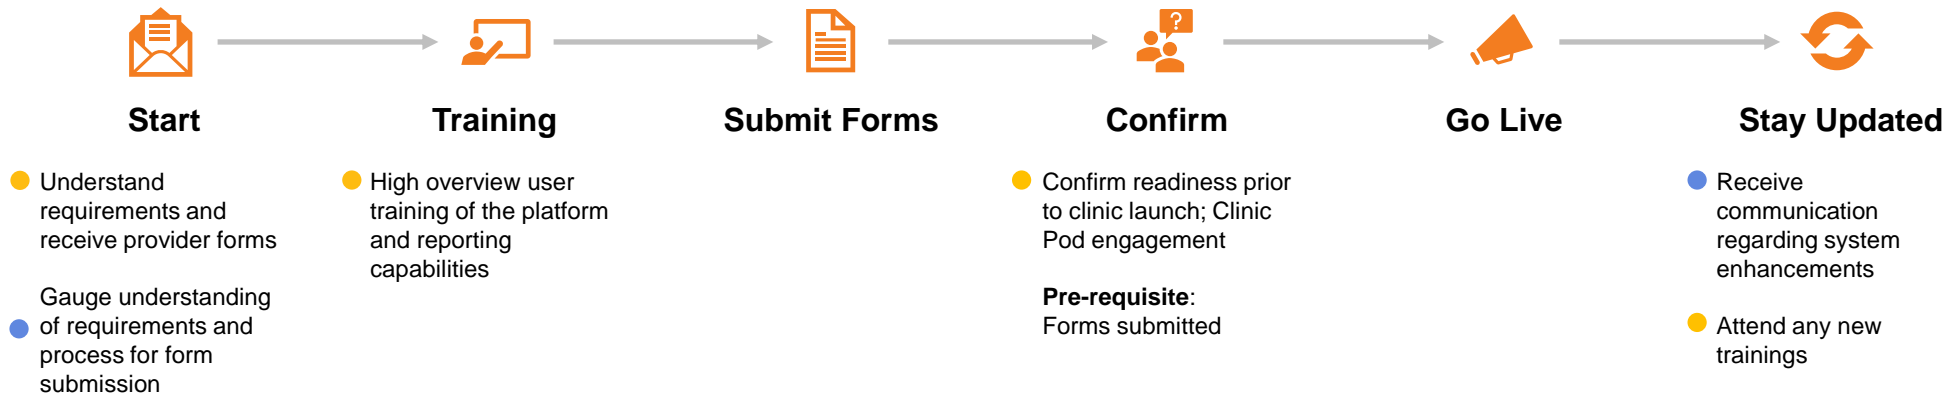 ?
Start
Training
Submit Forms
Confirm
Go Live
Stay Updated
Understand
requirements and
receive provider forms
Gauge understanding
of requirements and
process for form
submission
High overview user
training of the platform
and reporting
capabilities
Confirm readiness prior
to clinic launch; Clinic
Pod engagement
Pre-requisite:
Forms submitted
Receive
communication
regarding system
enhancements
Attend any new
trainings